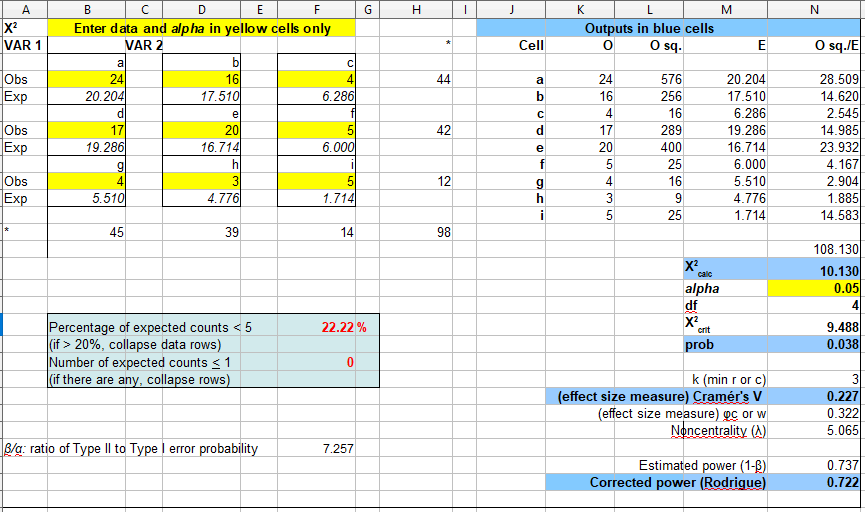 A B C D E F G H I J K L M N
X² Enter data and alpha in yellow cells only Outputs in blue cells
VAR 1 VAR 2 * Cell O O sq. E O sq./E
a b c
Obs 24 16 4 44 a 24 576 20.204 28.509
Exp 20.204 17.510 6.286 b 16 256 17.510 14.620
d e f c 4 16 6.286 2.545
Obs 17 20 5 42 d 17 289 19.286 14.985
Exp 19.286 16.714 6.000 e 20 400 16.714 23.932
g h i f 5 25 6.000 4.167
Obs 4 3 5 12 g 4 16 5.510 2.904
Exp 5.510 4.776 1.714 h 3 9 4.776 1.885
i 5 25 1.714 14.583
* 45 39 14 98
108.130
X²calc 10.130
alpha 0.05
df 4
Percentage of expected counts < 5 22.22 % X²crit 9.488
(if > 20%, collapse data rows) prob 0.038
Number of expected counts ≤ 1 0
(if there are any, collapse rows) k (min r or c) 3
(effect size measure) Cramér's V 0.227
(effect size measure) φc or w 0.322
Noncentrality (Λ) 5.065
β/α: ratio of Type II to Type I error probability 7.257
Estimated power (1-β) 0.737
Corrected power (Rodrigue) 0.722